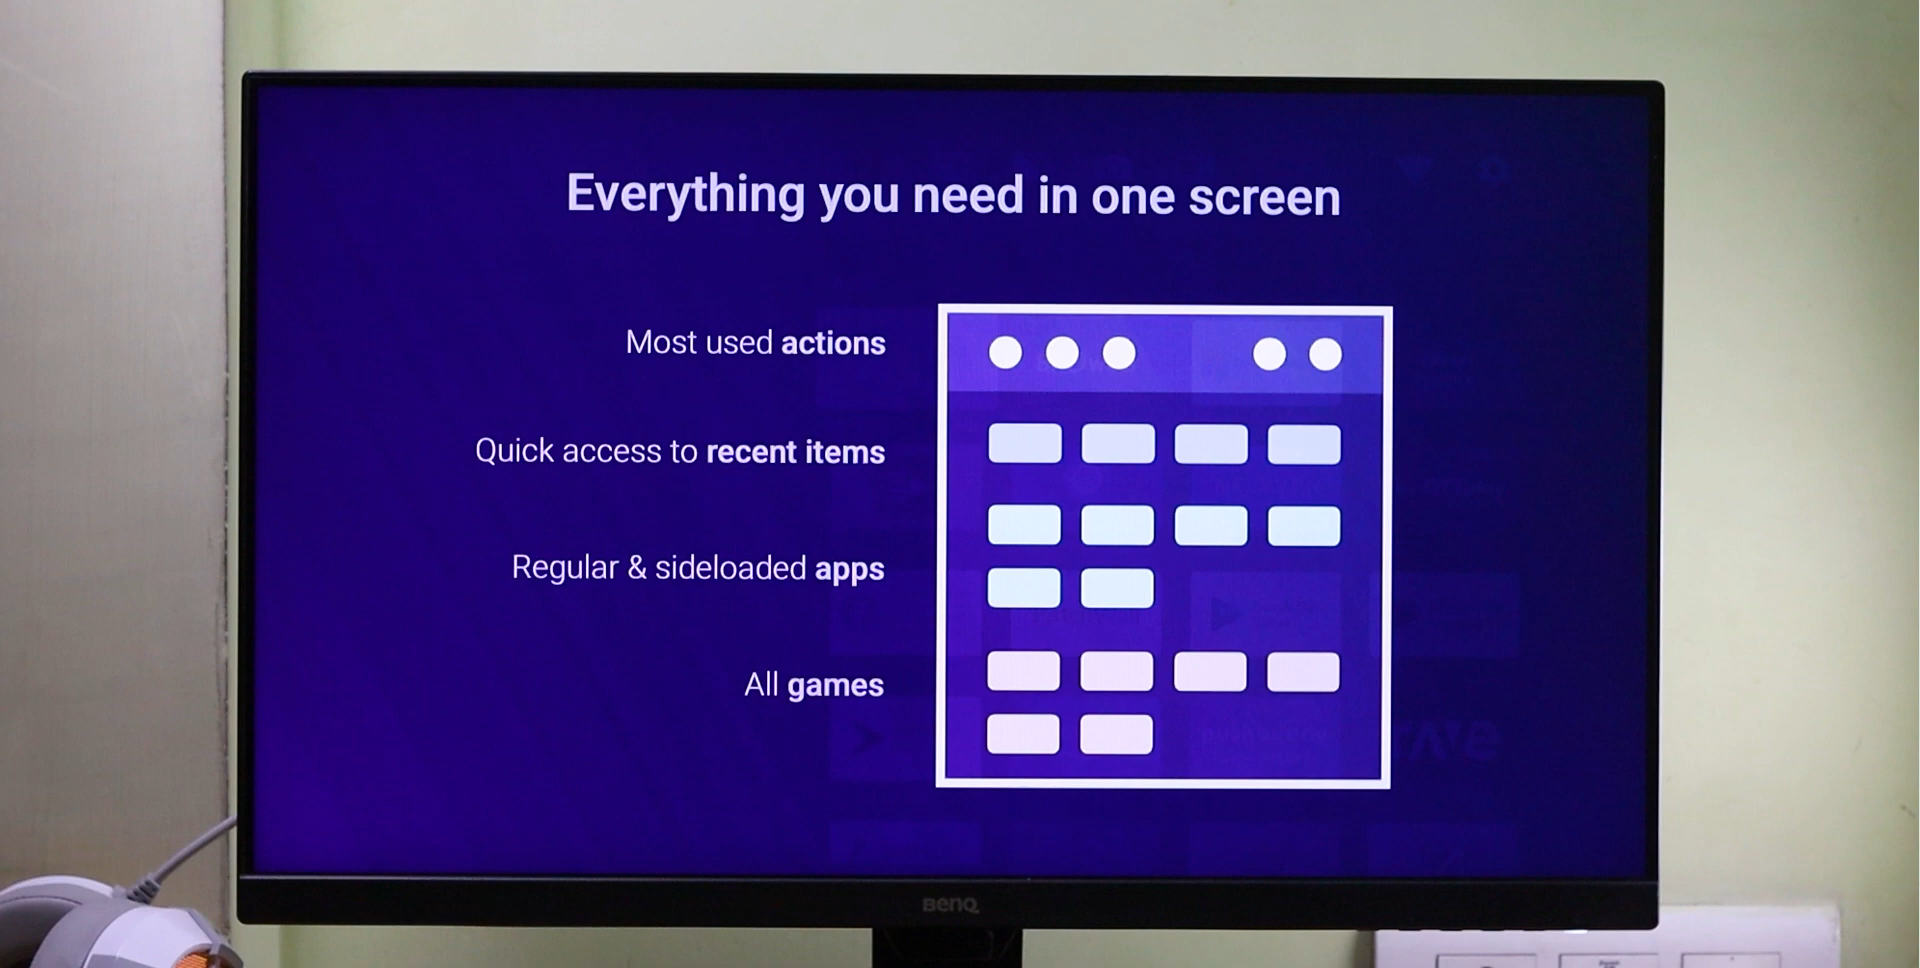 Everything you need in one screen
Most used actions
Quick access to recent items
Regular & sideloaded apps
All games
BenQ